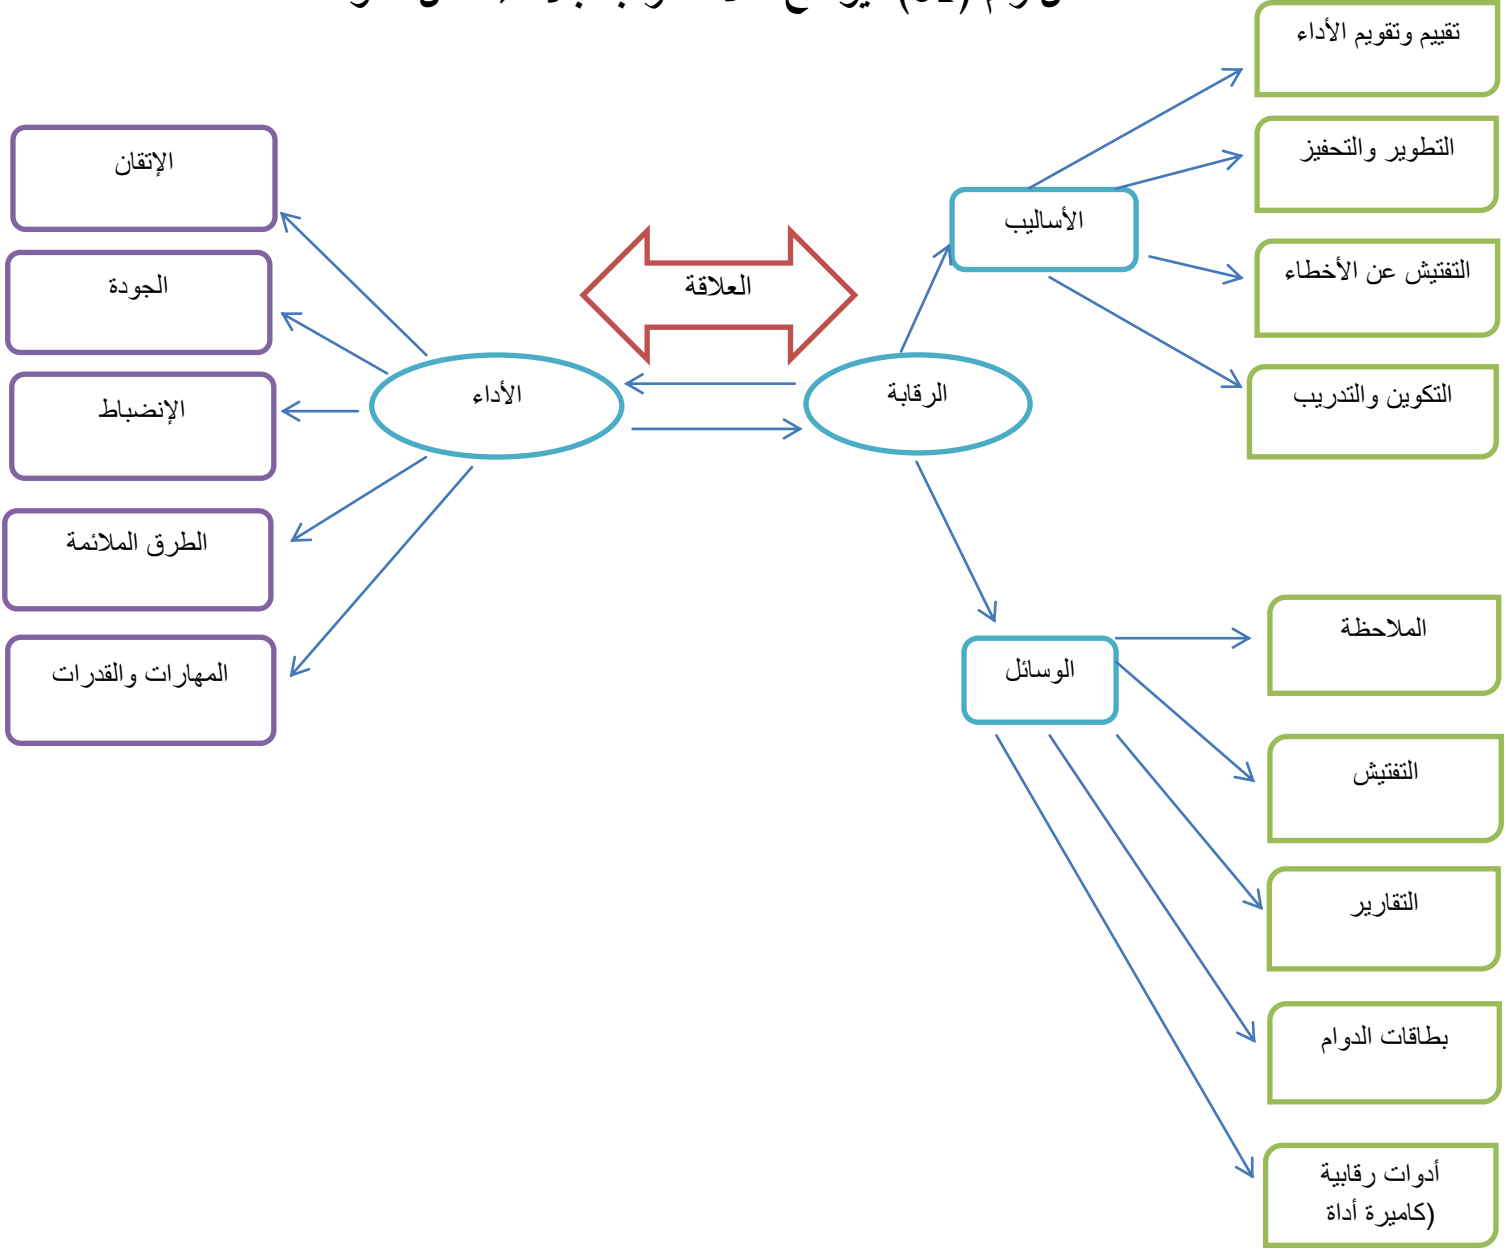 تقييم وتقويم الأداء
التطوير والتحفيز
الأساليب
التفتيش عن الأخطاء
التكوين والتدريب
العلاقة
الرقابة
الأداء
الإتقان
الجودة
الإنضباط
الطرق الملائمة
المهارات والقدرات
الوسائل
الملاحظة
التفتيش
التقارير
بطاقات الدوام
أدوات رقابية
(كاميرة أداة